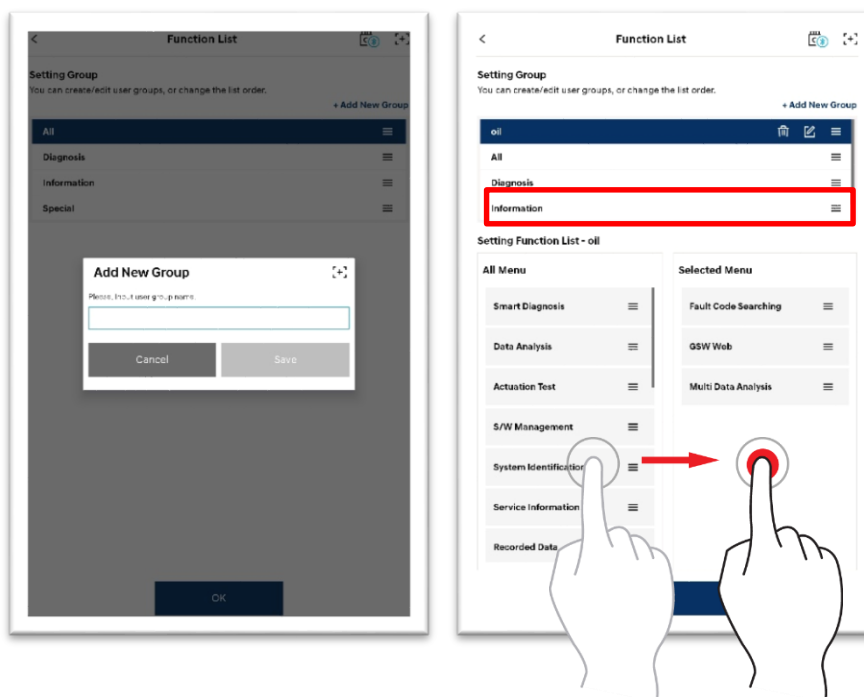 Function List
Setting Group
You can create/edit user groups, or change the list order.
+ Add New Group
All
Diagnosis
Information
Special
Add New Group
Please, input user group name.
Cancel
Save
OK
Function List
Setting Group
You can create/edit user groups, or change the list order.
+ Add New Group
oil
All
Diagnosis
Information
Setting Function List - oil
All Menu
Smart Diagnosis
Data Analysis
Actuation Test
S/W Management
System Identification
Service Information
Recorded Data
Selected Menu
Fault Code Searching
GSW Web
Multi Data Analysis